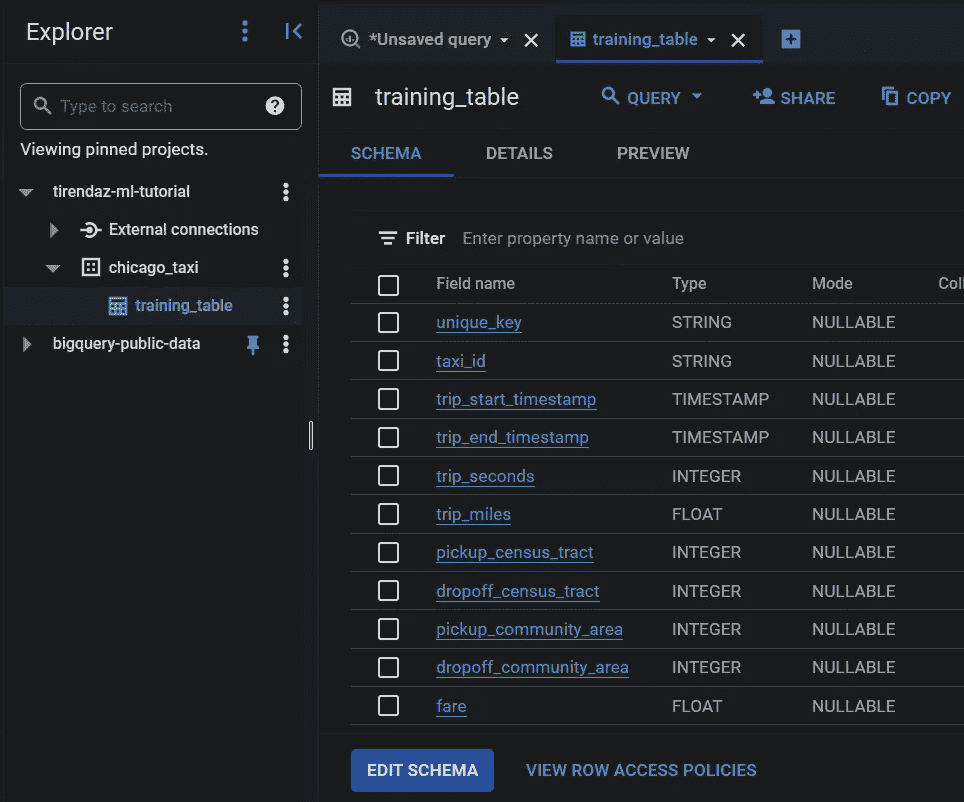 Explorer
Type to search
Viewing pinned projects.
tirendaz-ml-tutorial
External connections
chicago_taxi
training_table
bigquery-public-data
*Unsaved query
training_table
training_table
QUERY
SHARE
COPY
SCHEMA DETAILS PREVIEW
Filter Enter property name or value
Field name Type Mode Coll
unique_key STRING NULLABLE
taxi_id STRING NULLABLE
trip_start_timestamp TIMESTAMP NULLABLE
trip_end_timestamp TIMESTAMP NULLABLE
trip_seconds INTEGER NULLABLE
trip_miles FLOAT NULLABLE
pickup_census_tract INTEGER NULLABLE
dropoff_census_tract INTEGER NULLABLE
pickup_community_area INTEGER NULLABLE
dropoff_community_area INTEGER NULLABLE
fare FLOAT NULLABLE
EDIT SCHEMA VIEW ROW ACCESS POLICIES